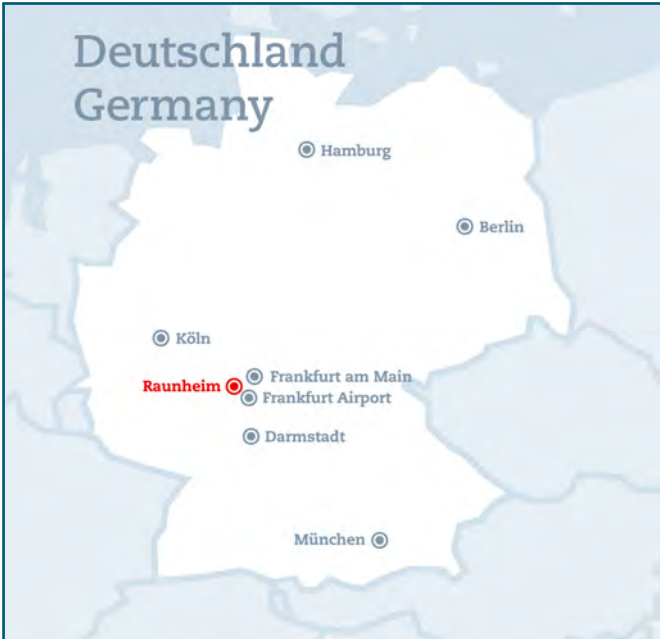 Deutschland
Germany
Hamburg
Berlin
Köln
Frankfurt am Main
Raunheim
Frankfurt Airport
Darmstadt
München